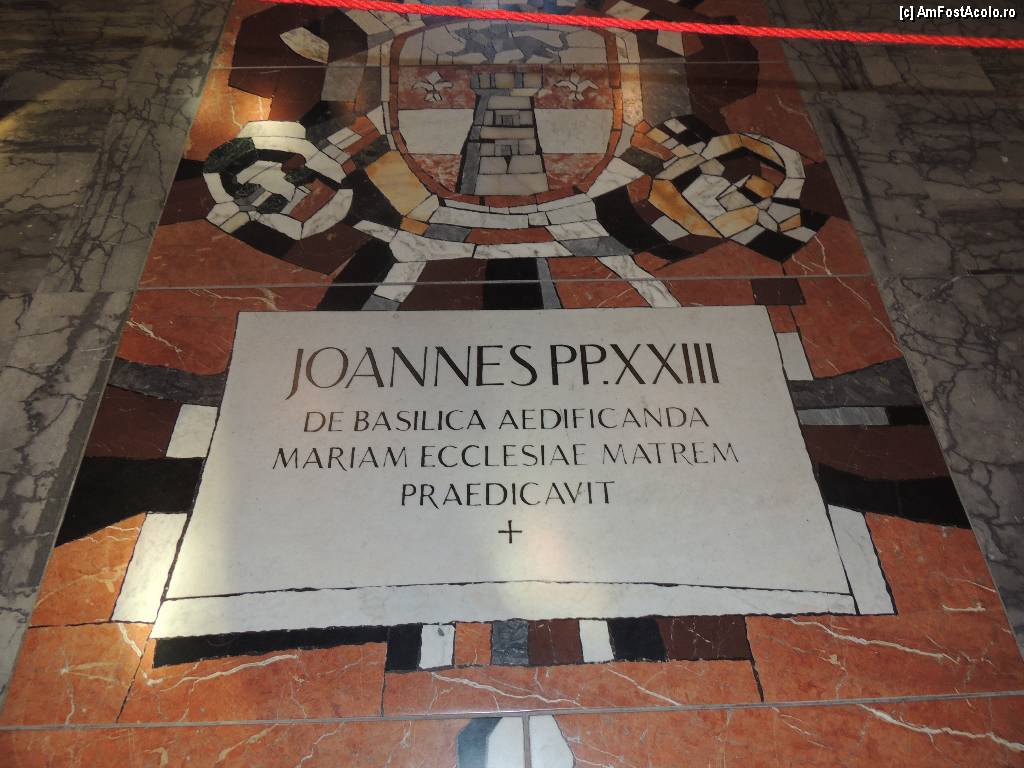 [c] AmFostAcolo.ro
JOANNES PP.XXIII
DE BASILICA AEDIFICANDA
MARIAM ECCLESIAE MATREM
PRAEDICAVIT
+